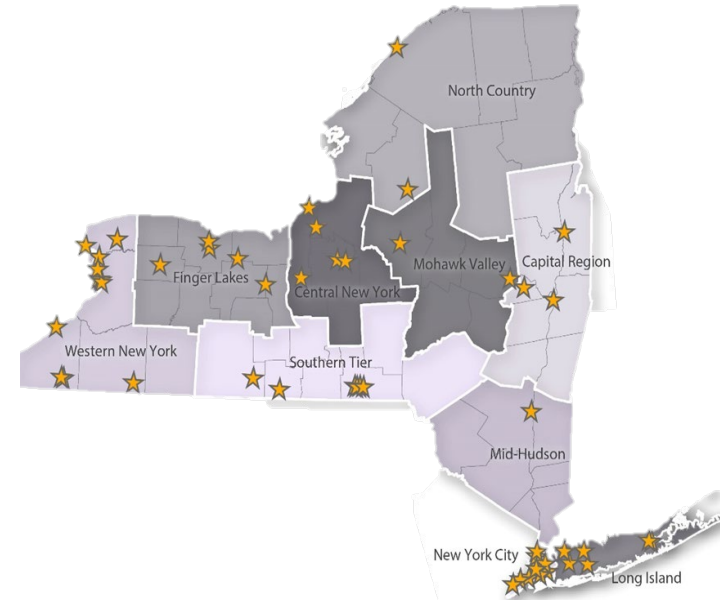 North Country
Mohawk Valley
Capital Region
Finger Lakes
Central New York
Western New York
Southern Tier
Mid-Hudson
New York City
Long Island